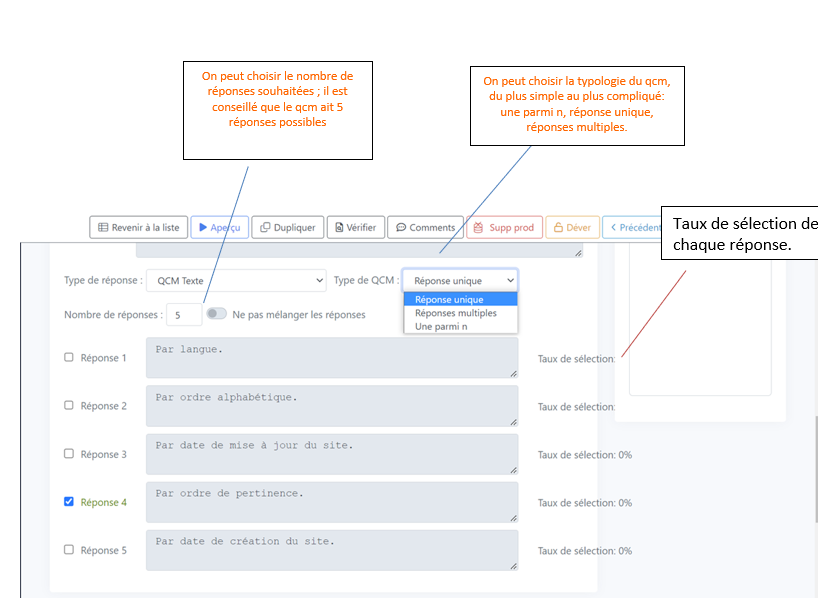 On peut choisir le nombre de
réponses souhaitées ; il est
conseillé que le qcm ait 5
réponses possibles
On peut choisir la typologie du qcm,
du plus simple au plus compliqué:
une parmi n, réponse unique,
réponses multiples.
Revenir à la liste
Aperçu
Dupliquer
Vérifier
Comments
Supp prod
Déver
Précédent
Taux de sélection de
chaque réponse.
Type de réponse :
QCM Texte
Type de QCM :
Réponse unique
Réponse unique
Réponses multiples
Une parmi n
Nombre de réponses :
5
Ne pas mélanger les réponses
Réponse 1
Par langue.
Taux de sélection:
Réponse 2
Par ordre alphabétique.
Taux de sélection:
Réponse 3
Par date de mise à jour du site.
Taux de sélection: 0%
Réponse 4
Par ordre de pertinence.
Taux de sélection: 0%
Réponse 5
Par date de création du site.
Taux de sélection: 0%